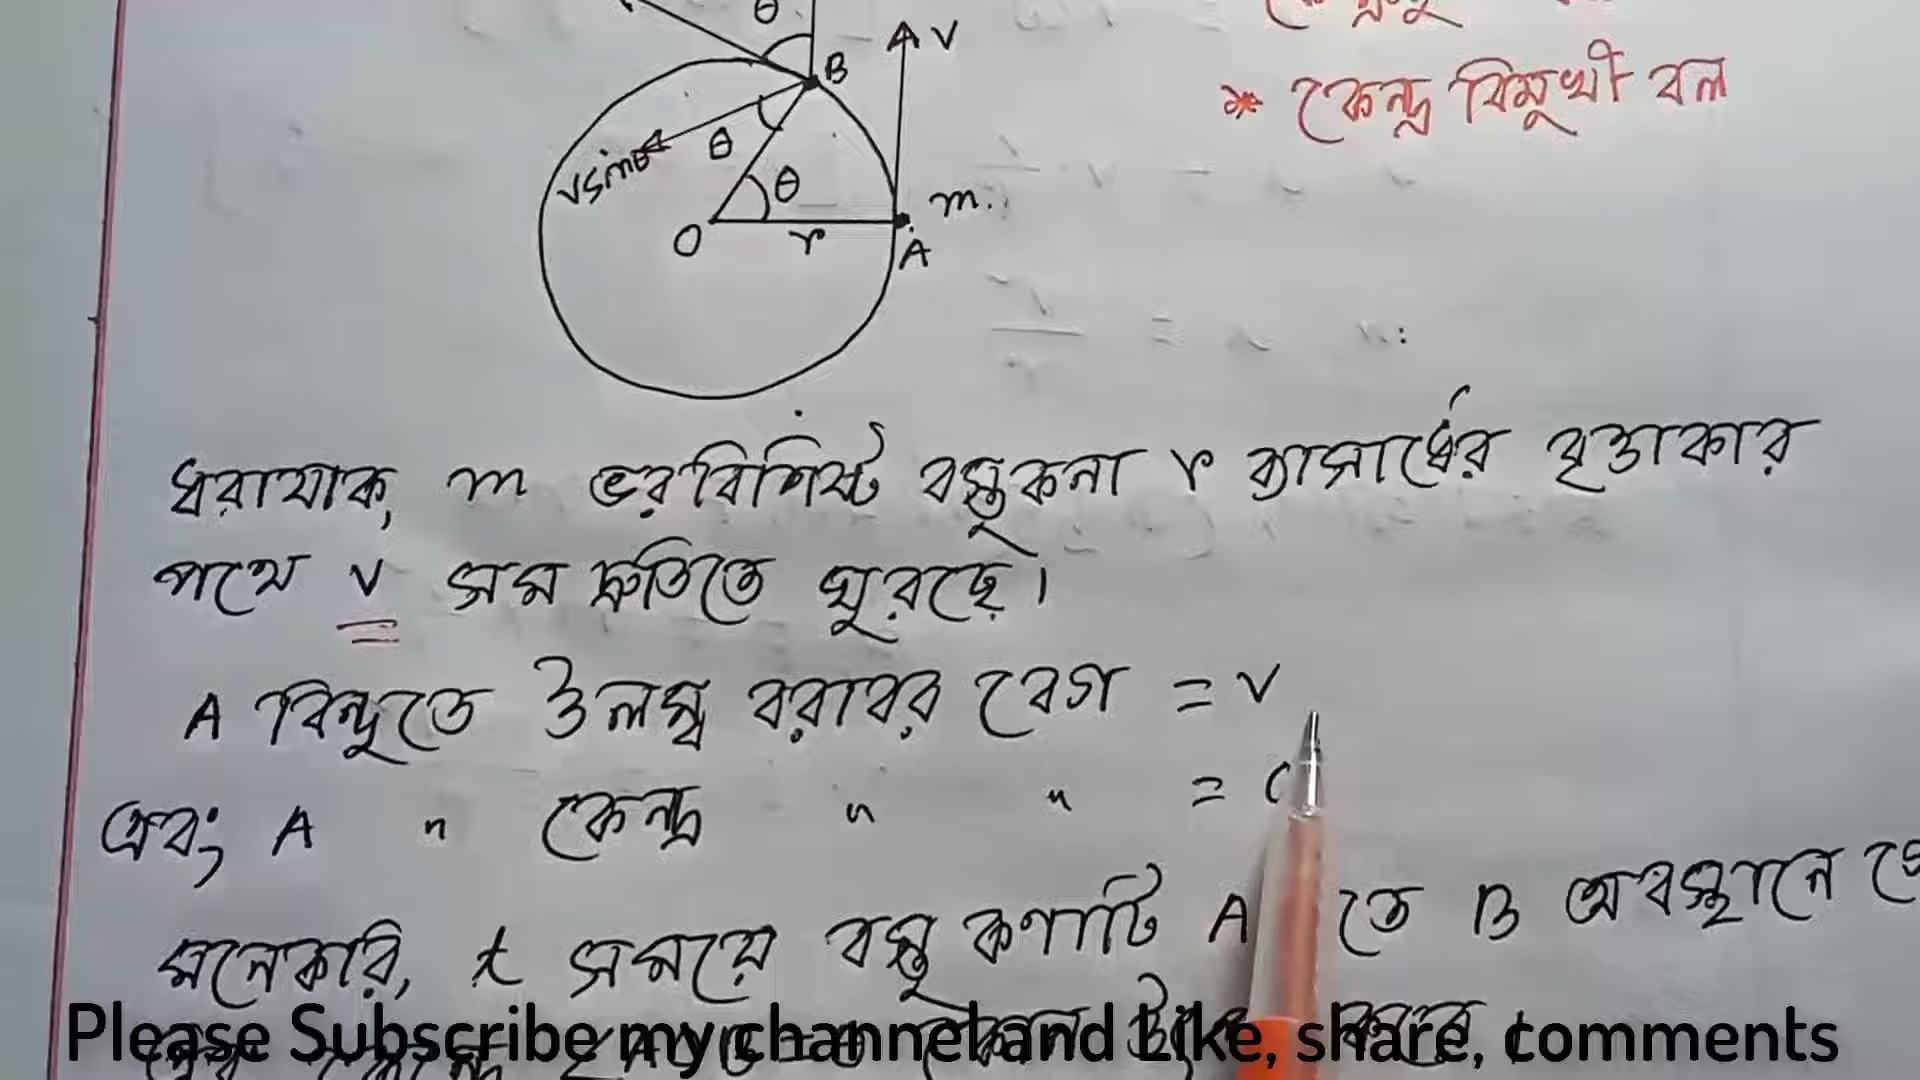 θ
B
V
* কেন্দ্র বিমুখী বল
θ
vsinθ
θ
m.
O
r
A
ধরাযাক, m ভরবিশিষ্ট বস্তুকনা r ব্যাসার্ধের বৃত্তাকার
পথে v সম দ্রুতিতে ঘুরছে।
A বিন্দুতে উলম্ব বরাবর বেগ = v
এবং A " কেন্দ্র " " =
মনেকরি, t সময়ে বস্তু কণাটি A তে B অবস্থানে
Please Subscribe my channel and Like, share, comments